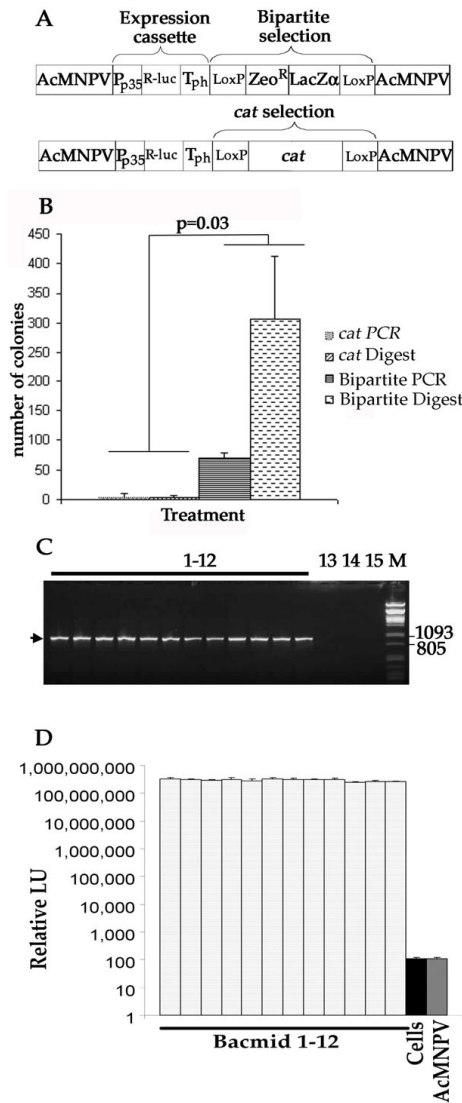 A
Expression cassette
Bipartite selection
AcMNPV Pp35 R-luc Tph LoxP ZeoR LacZα LoxP AcMNPV
cat selection
AcMNPV Pp35 R-luc Tph LoxP cat LoxP AcMNPV
B
p=0.03
450
400
350
300
250
200
150
100
50
0
number of colonies
Treatment
cat PCR
cat Digest
Bipartite PCR
Bipartite Digest
C
1-12 13 14 15 M
1093
805
D
1,000,000,000
100,000,000
10,000,000
1,000,000
100,000
10,000
1,000
100
10
1
Relative LU
Bacmid 1-12
Cells
AcMNPV